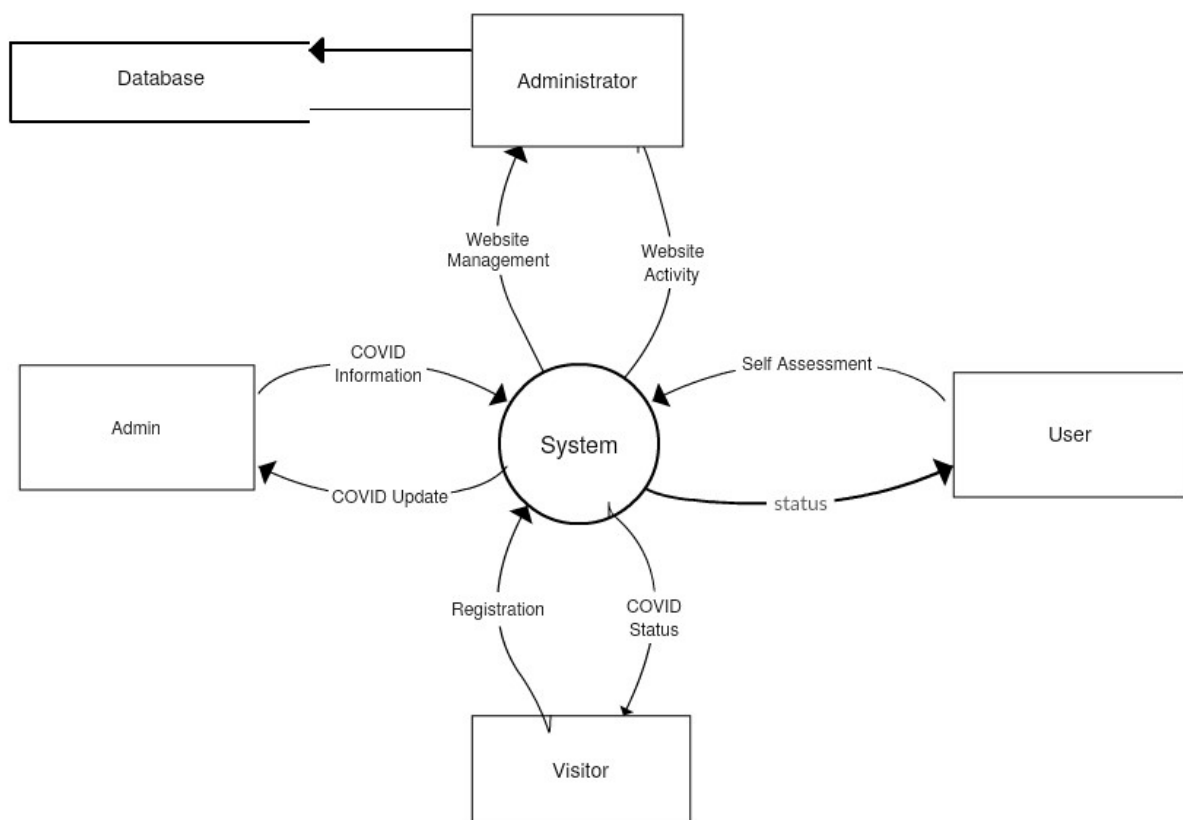 Database
Administrator
Website
Management
Website
Activity
COVID
Information
Self Assessment
Admin
System
User
COVID Update
status
Registration
COVID
Status
Visitor